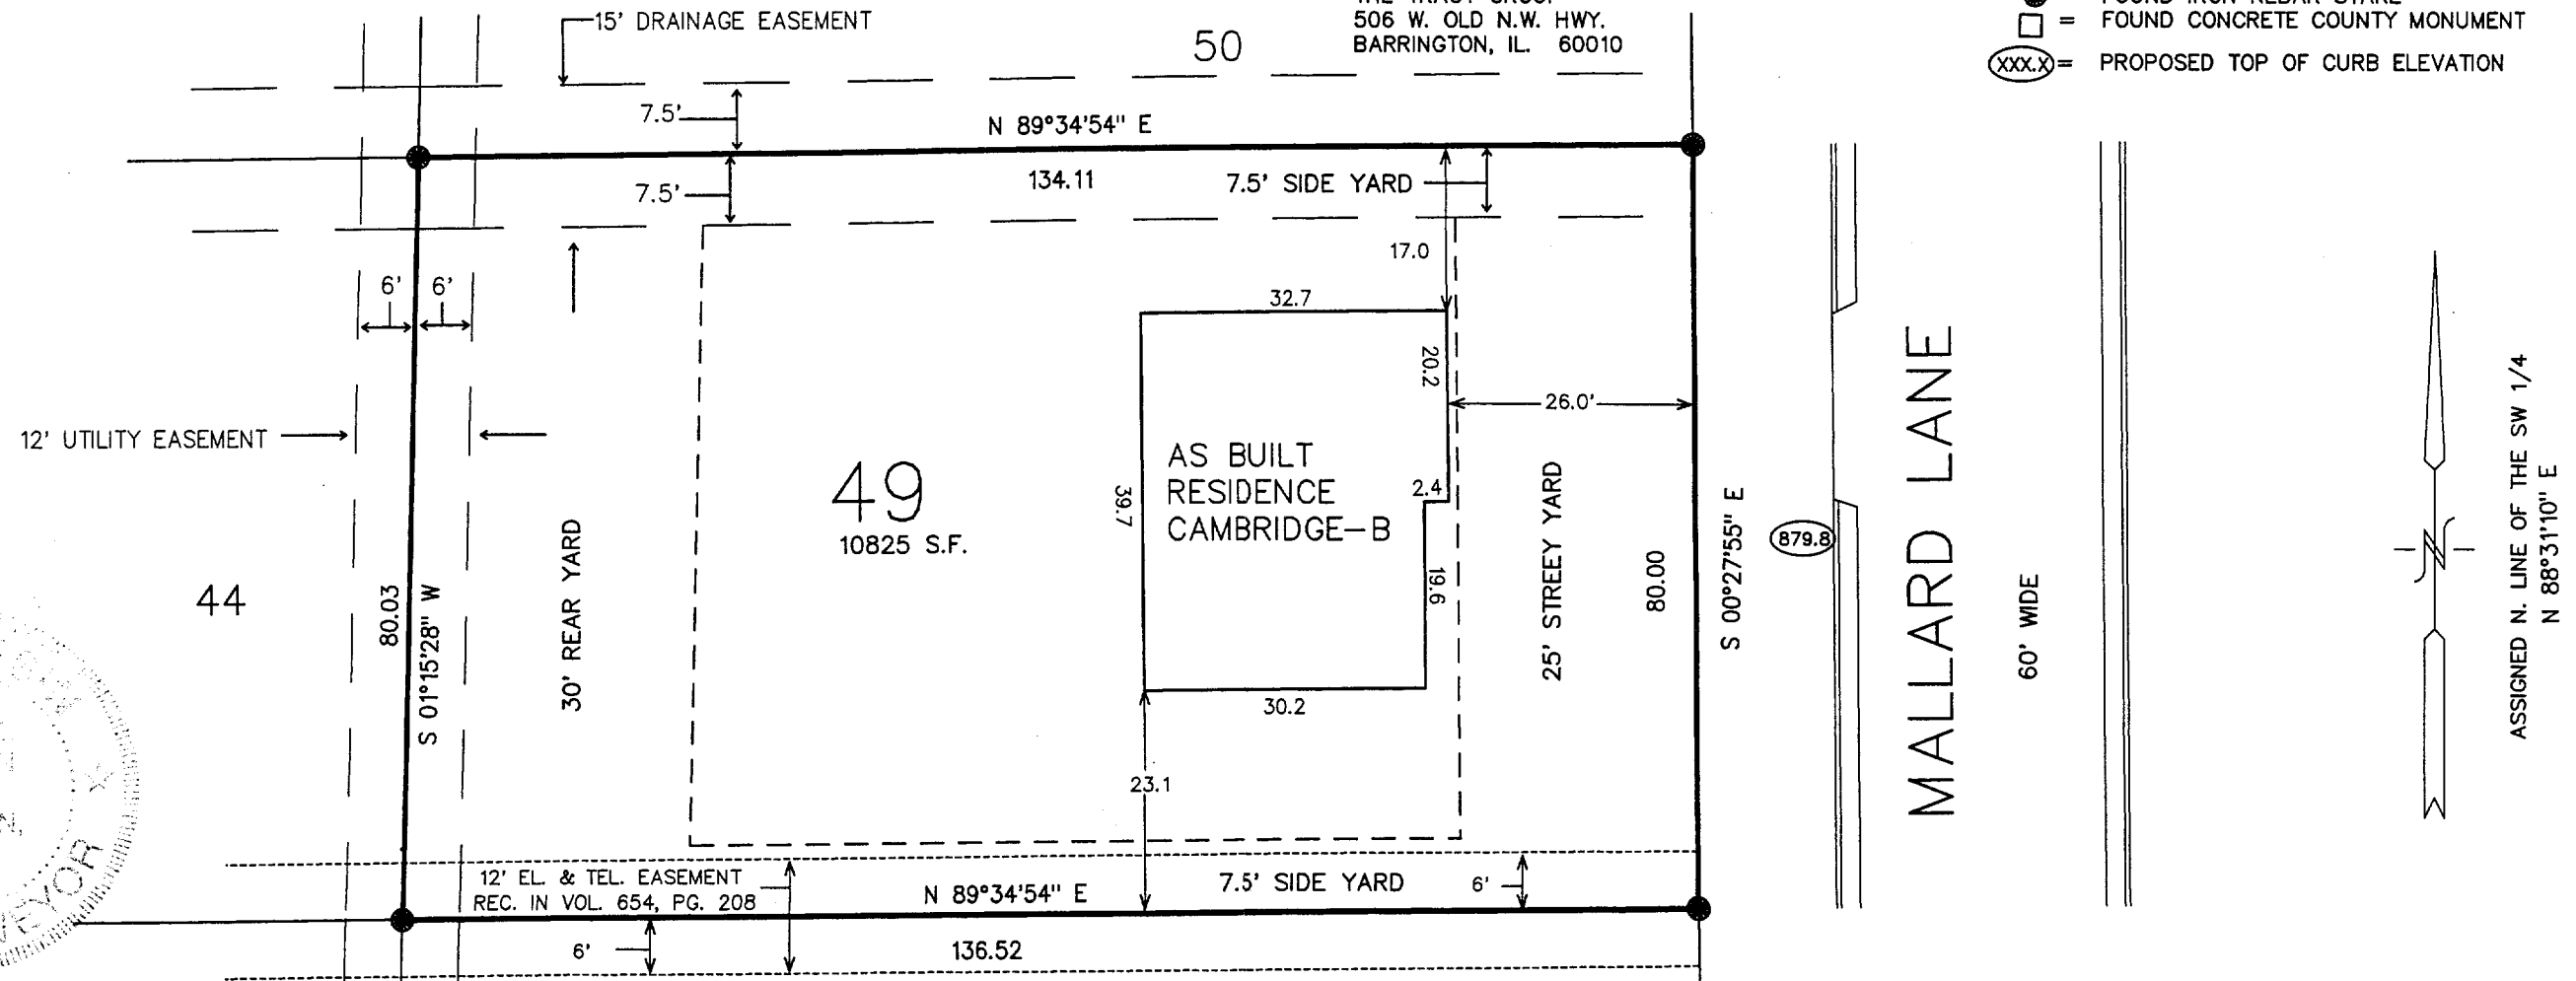 15' DRAINAGE EASEMENT
50
506 W. OLD N.W. HWY.
BARRINGTON, IL. 60010
FOUND IRON REBAR STAKE
= FOUND CONCRETE COUNTY MONUMENT
XXX.X = PROPOSED TOP OF CURB ELEVATION
7.5'
N 89°34'54" E
7.5'
134.11
7.5' SIDE YARD
17.0
6' 6'
32.7
20.2
26.0'
12' UTILITY EASEMENT
49
10825 S.F.
39.7
AS BUILT
RESIDENCE
CAMBRIDGE-B
2.4
19.6
30.2
23.1
44
80.03
S 01°15'28" W
30' REAR YARD
25' STREEY YARD
80.00
S 00°27'55" E
879.8
MALLARD LANE
60' WIDE
N
ASSIGNED N. LINE OF THE SW 1/4
N 88°31'10" E
12' EL. & TEL. EASEMENT
REC. IN VOL. 654, PG. 208
N 89°34'54" E
7.5' SIDE YARD
6'
6'
136.52